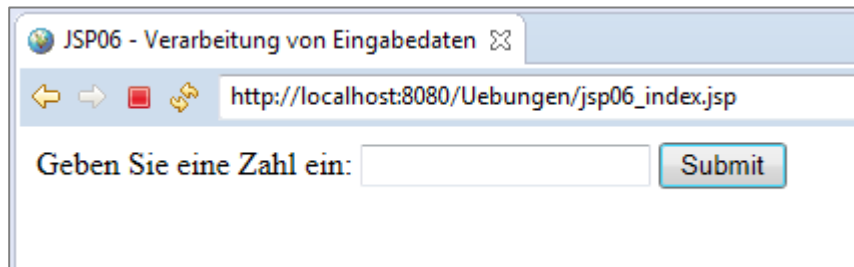 JSP06 - Verarbeitung von Eingabedaten
http://localhost:8080/Uebungen/jsp06_index.jsp
Geben Sie eine Zahl ein: Submit